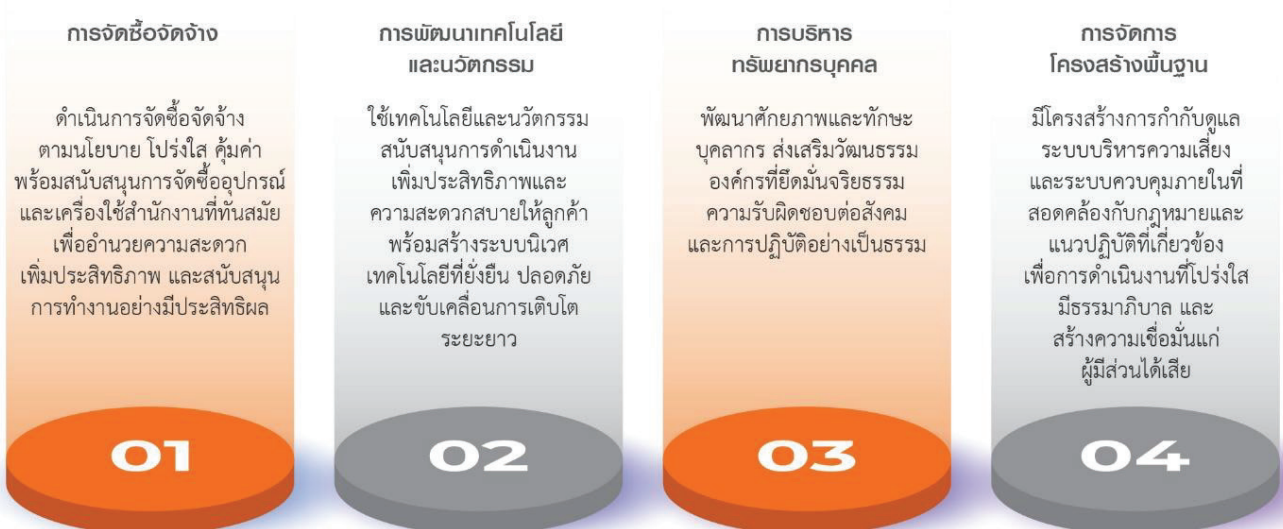 การจัดซื้อจัดจ้าง
ดำเนินการจัดซื้อจัดจ้าง
ตามนโยบาย โปร่งใส คุ้มค่า
พร้อมสนับสนุนการจัดซื้ออุปกรณ์
และเครื่องใช้สำนักงานที่ทันสมัย
เพื่ออำนวยความสะดวก
เพิ่มประสิทธิภาพ และสนับสนุน
การทำงานอย่างมีประสิทธิผล
01
การพัฒนาเทคโนโลยี
และนวัตกรรม
ใช้เทคโนโลยีและนวัตกรรม
สนับสนุนการดำเนินงาน
เพิ่มประสิทธิภาพและ
ความสะดวกสบายให้ลูกค้า
พร้อมสร้างระบบนิเวศ
เทคโนโลยีที่ยั่งยืน ปลอดภัย
และขับเคลื่อนการเติบโต
ระยะยาว
02
การบริหาร
ทรัพยากรบุคคล
พัฒนาศักยภาพและทักษะ
บุคลากร ส่งเสริมวัฒนธรรม
องค์กรที่ยึดมั่นจริยธรรม
ความรับผิดชอบต่อสังคม
และการปฏิบัติอย่างเป็นธรรม
03
การจัดการ
โครงสร้างพื้นฐาน
มีโครงสร้างการกำกับดูแล
ระบบบริหารความเสี่ยง
และระบบควบคุมภายในที่
สอดคล้องกับกฎหมายและ
แนวปฏิบัติที่เกี่ยวข้อง
เพื่อการดำเนินงานที่โปร่งใส
มีธรรมาภิบาล และ
สร้างความเชื่อมั่นแก่
ผู้มีส่วนได้เสีย
04